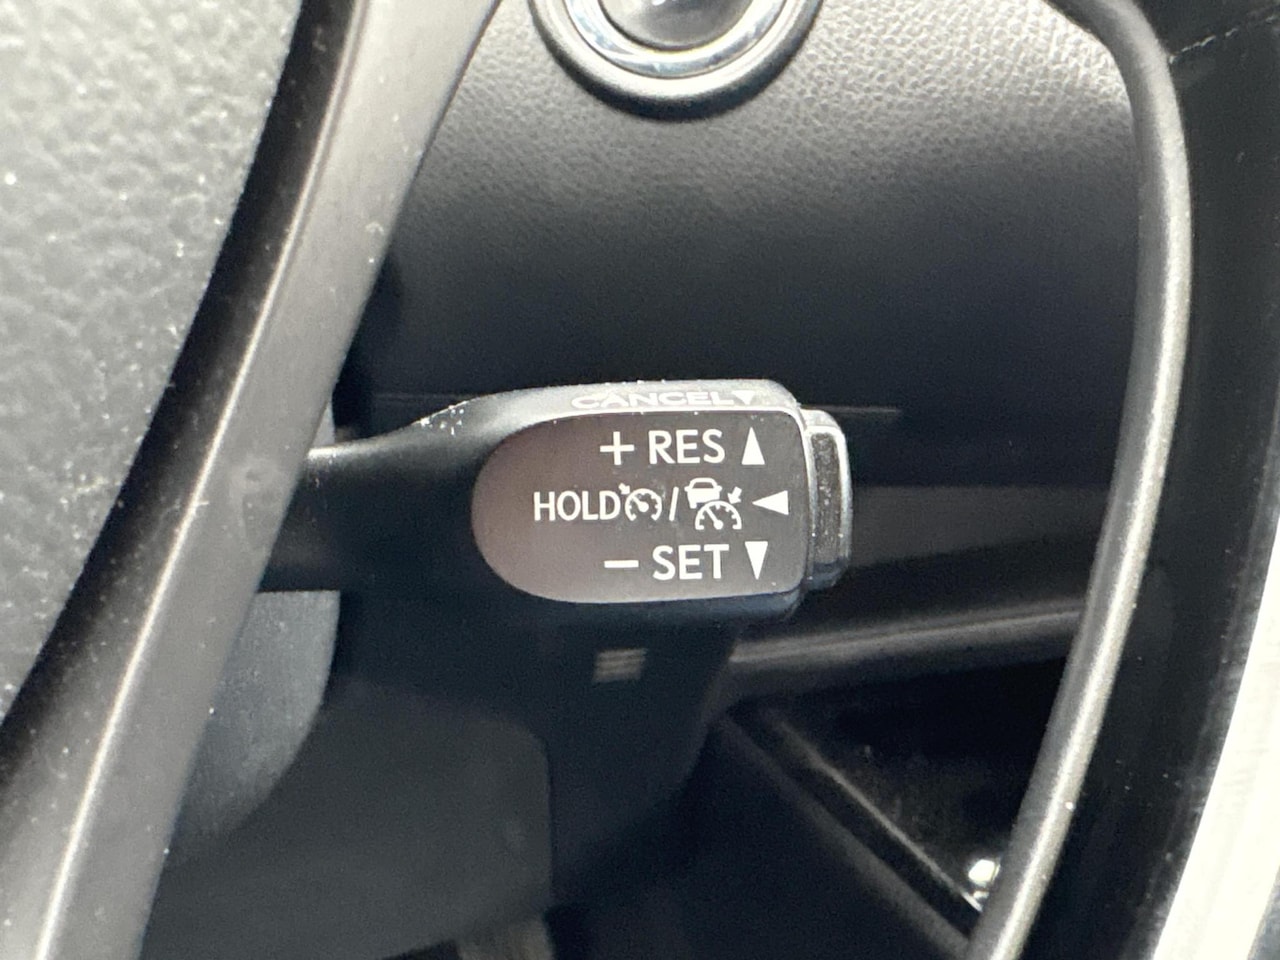 CANCEL▼
+ RES ▲
HOLD / ◀
− SET ▼